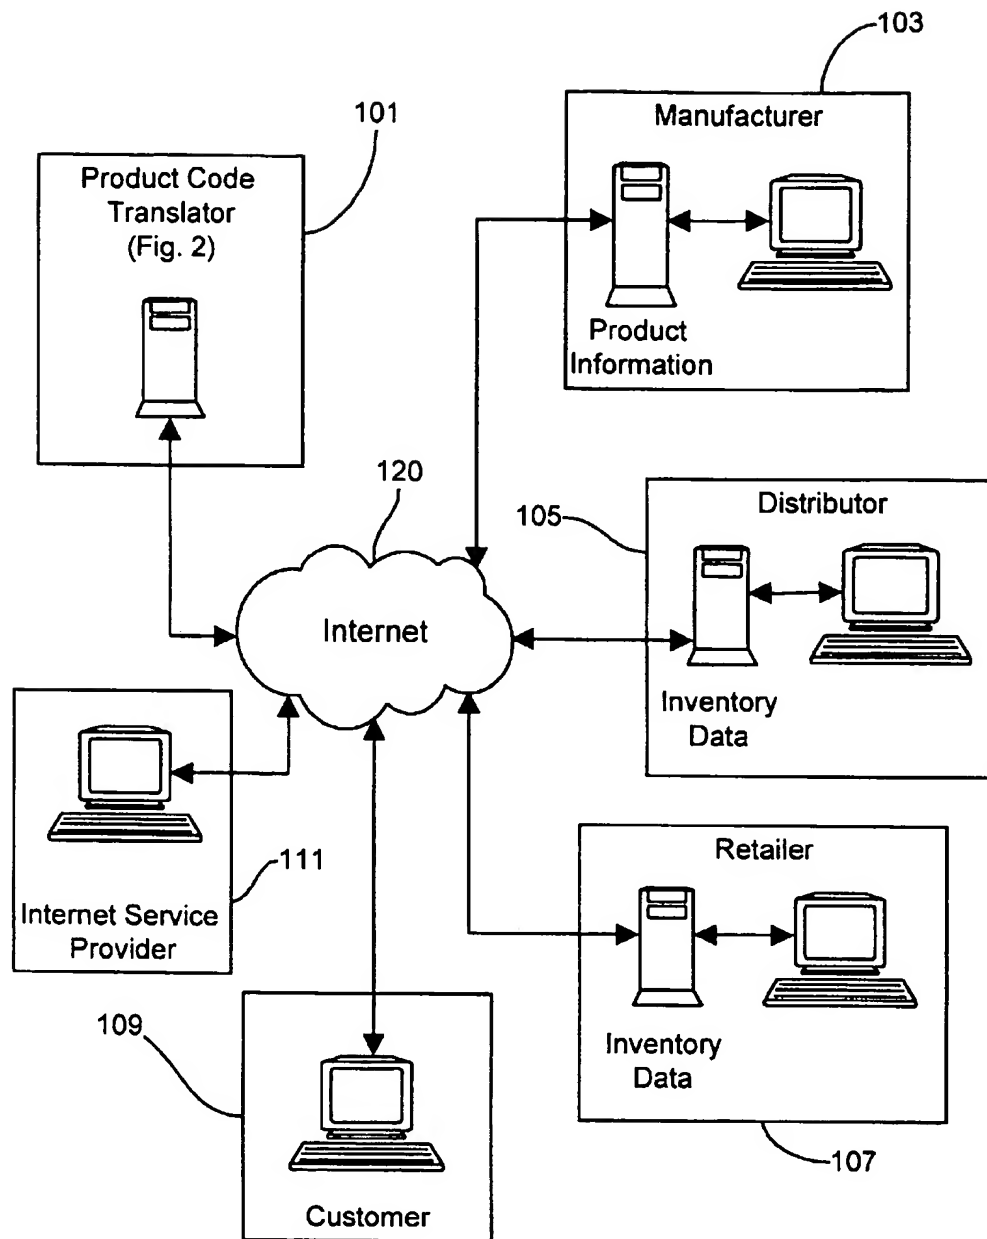 103
Manufacturer
101
Product Code
Translator
(Fig. 2)
Product
Information
120
Distributor
105
Internet
Inventory
Data
Retailer
111
Internet Service
Provider
109
Inventory
Data
107
Customer